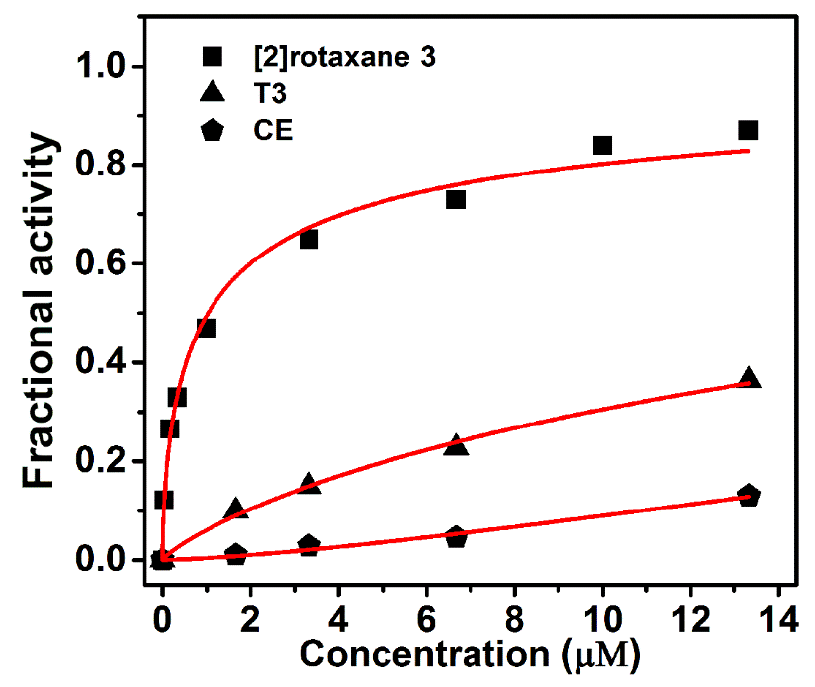 [2]rotaxane 3
T3
CE
1.0
0.8
0.6
0.4
0.2
0.0
Fractional activity
0 2 4 6 8 10 12 14
Concentration (μM)